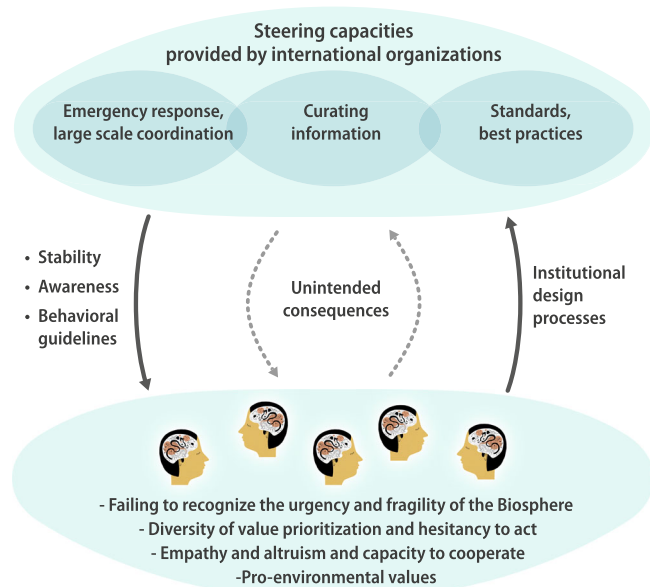 Steering capacities
provided by international organizations
Emergency response,
large scale coordination
Curating
information
Standards,
best practices
• Stability
• Awareness
• Behavioral
guidelines
Unintended
consequences
Institutional
design
processes
- Failing to recognize the urgency and fragility of the Biosphere
- Diversity of value prioritization and hesitancy to act
- Empathy and altruism and capacity to cooperate
-Pro-environmental values